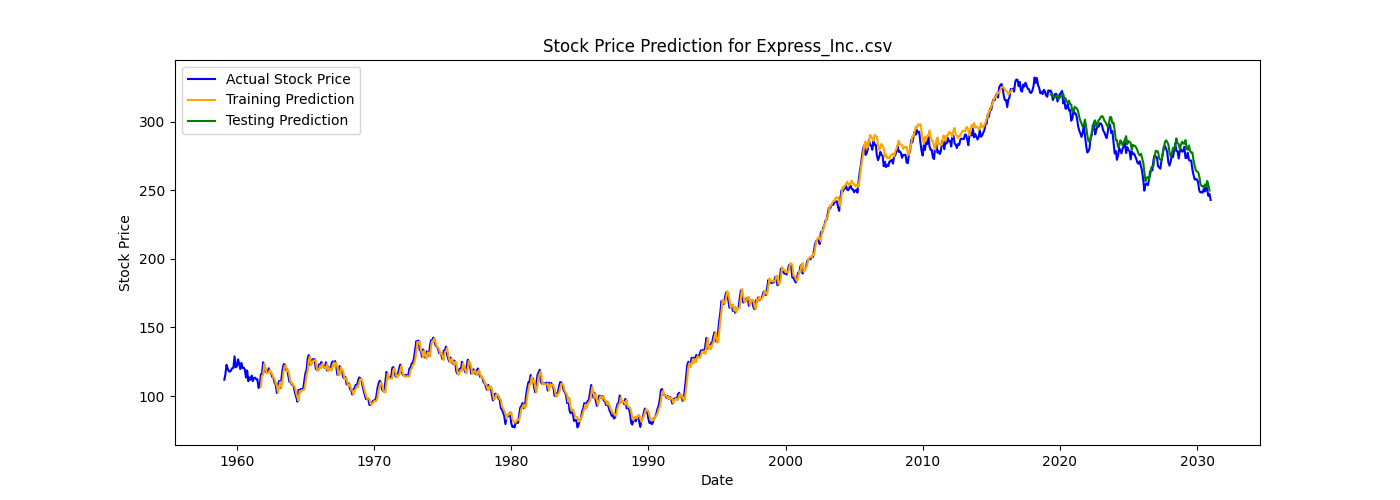 Stock Price Prediction for Express_Inc..csv
Actual Stock Price
Training Prediction
Testing Prediction
Stock Price
300
250
200
150
100
1960 1970 1980 1990 2000 2010 2020 2030
Date